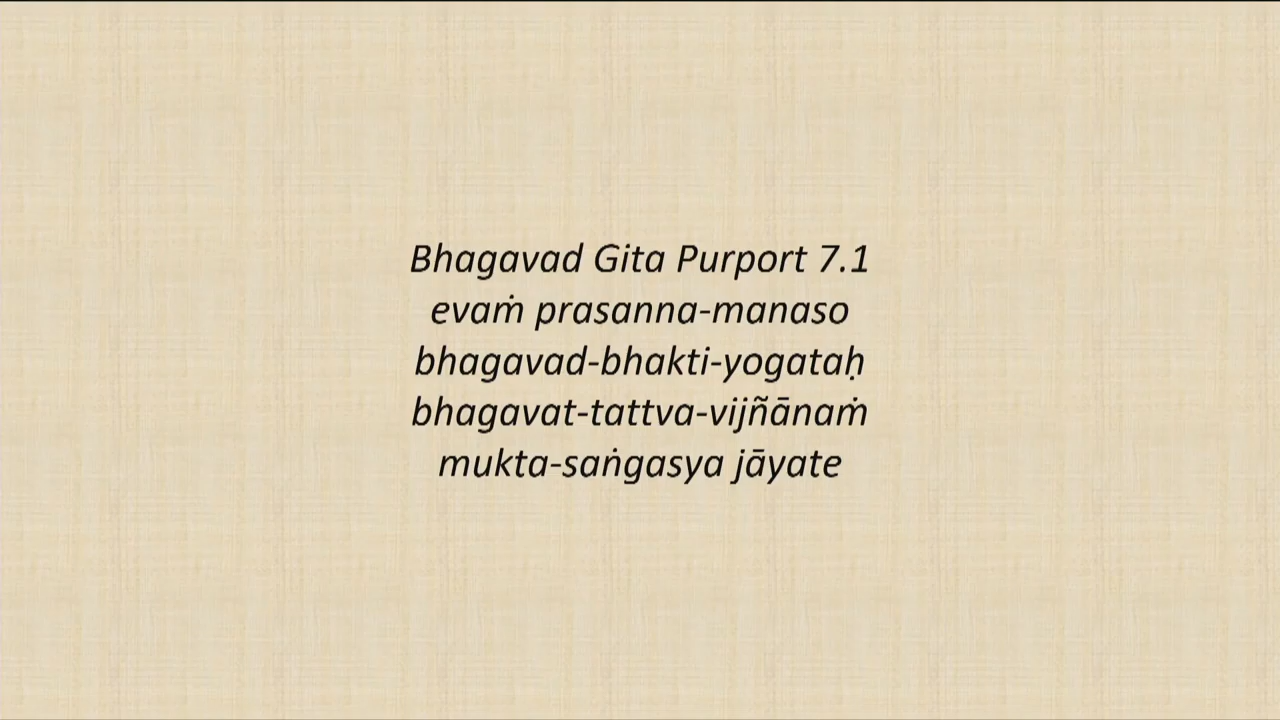 Bhagavad Gita Purport 7.1
evaṁ prasanna-manaso
bhagavad-bhakti-yogataḥ
bhagavat-tattva-vijñānaṁ
mukta-saṅgasya jāyate